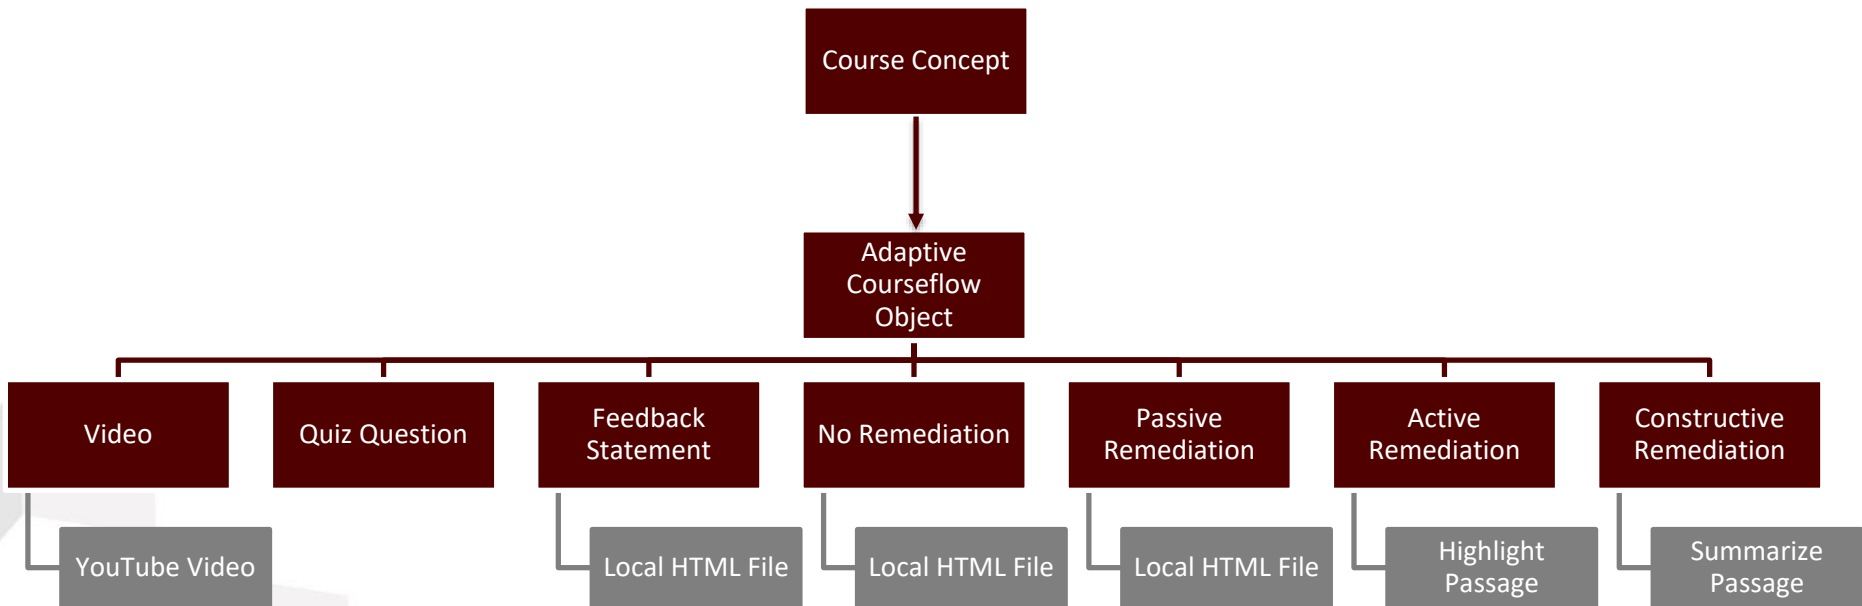 Course Concept
Adaptive
Courseflow
Object
Video
Quiz Question
Feedback
Statement
No Remediation
Passive
Remediation
Active
Remediation
Constructive
Remediation
YouTube Video
Local HTML File
Local HTML File
Local HTML File
Highlight
Passage
Summarize
Passage